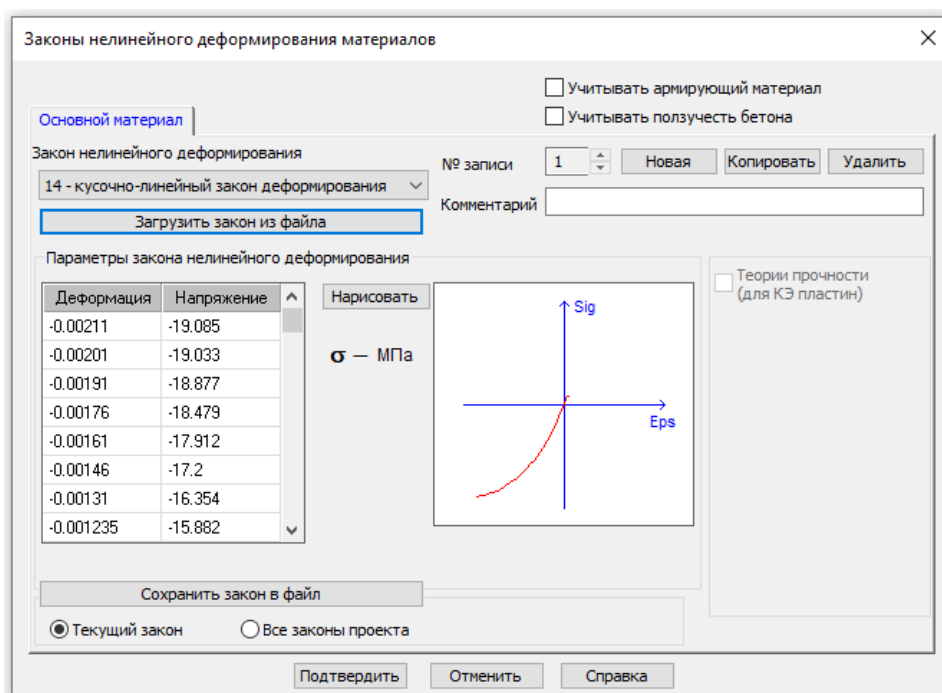 Законы нелинейного деформирования материалов
Учитывать армирующий материал
Учитывать ползучесть бетона
Основной материал
Закон нелинейного деформирования
14 - кусочно-линейный закон деформирования
Загрузить закон из файла
№ записи 1 Новая Копировать Удалить
Комментарий
Параметры закона нелинейного деформирования
Деформация Напряжение
-0.00211 -19.085
-0.00201 -19.033
-0.00191 -18.877
-0.00176 -18.479
-0.00161 -17.912
-0.00146 -17.2
-0.00131 -16.354
-0.001235 -15.882
Нарисовать
σ — МПа
Sig
Eps
Теории прочности
(для КЭ пластин)
Сохранить закон в файл
Текущий закон Все законы проекта
Подтвердить Отменить Справка